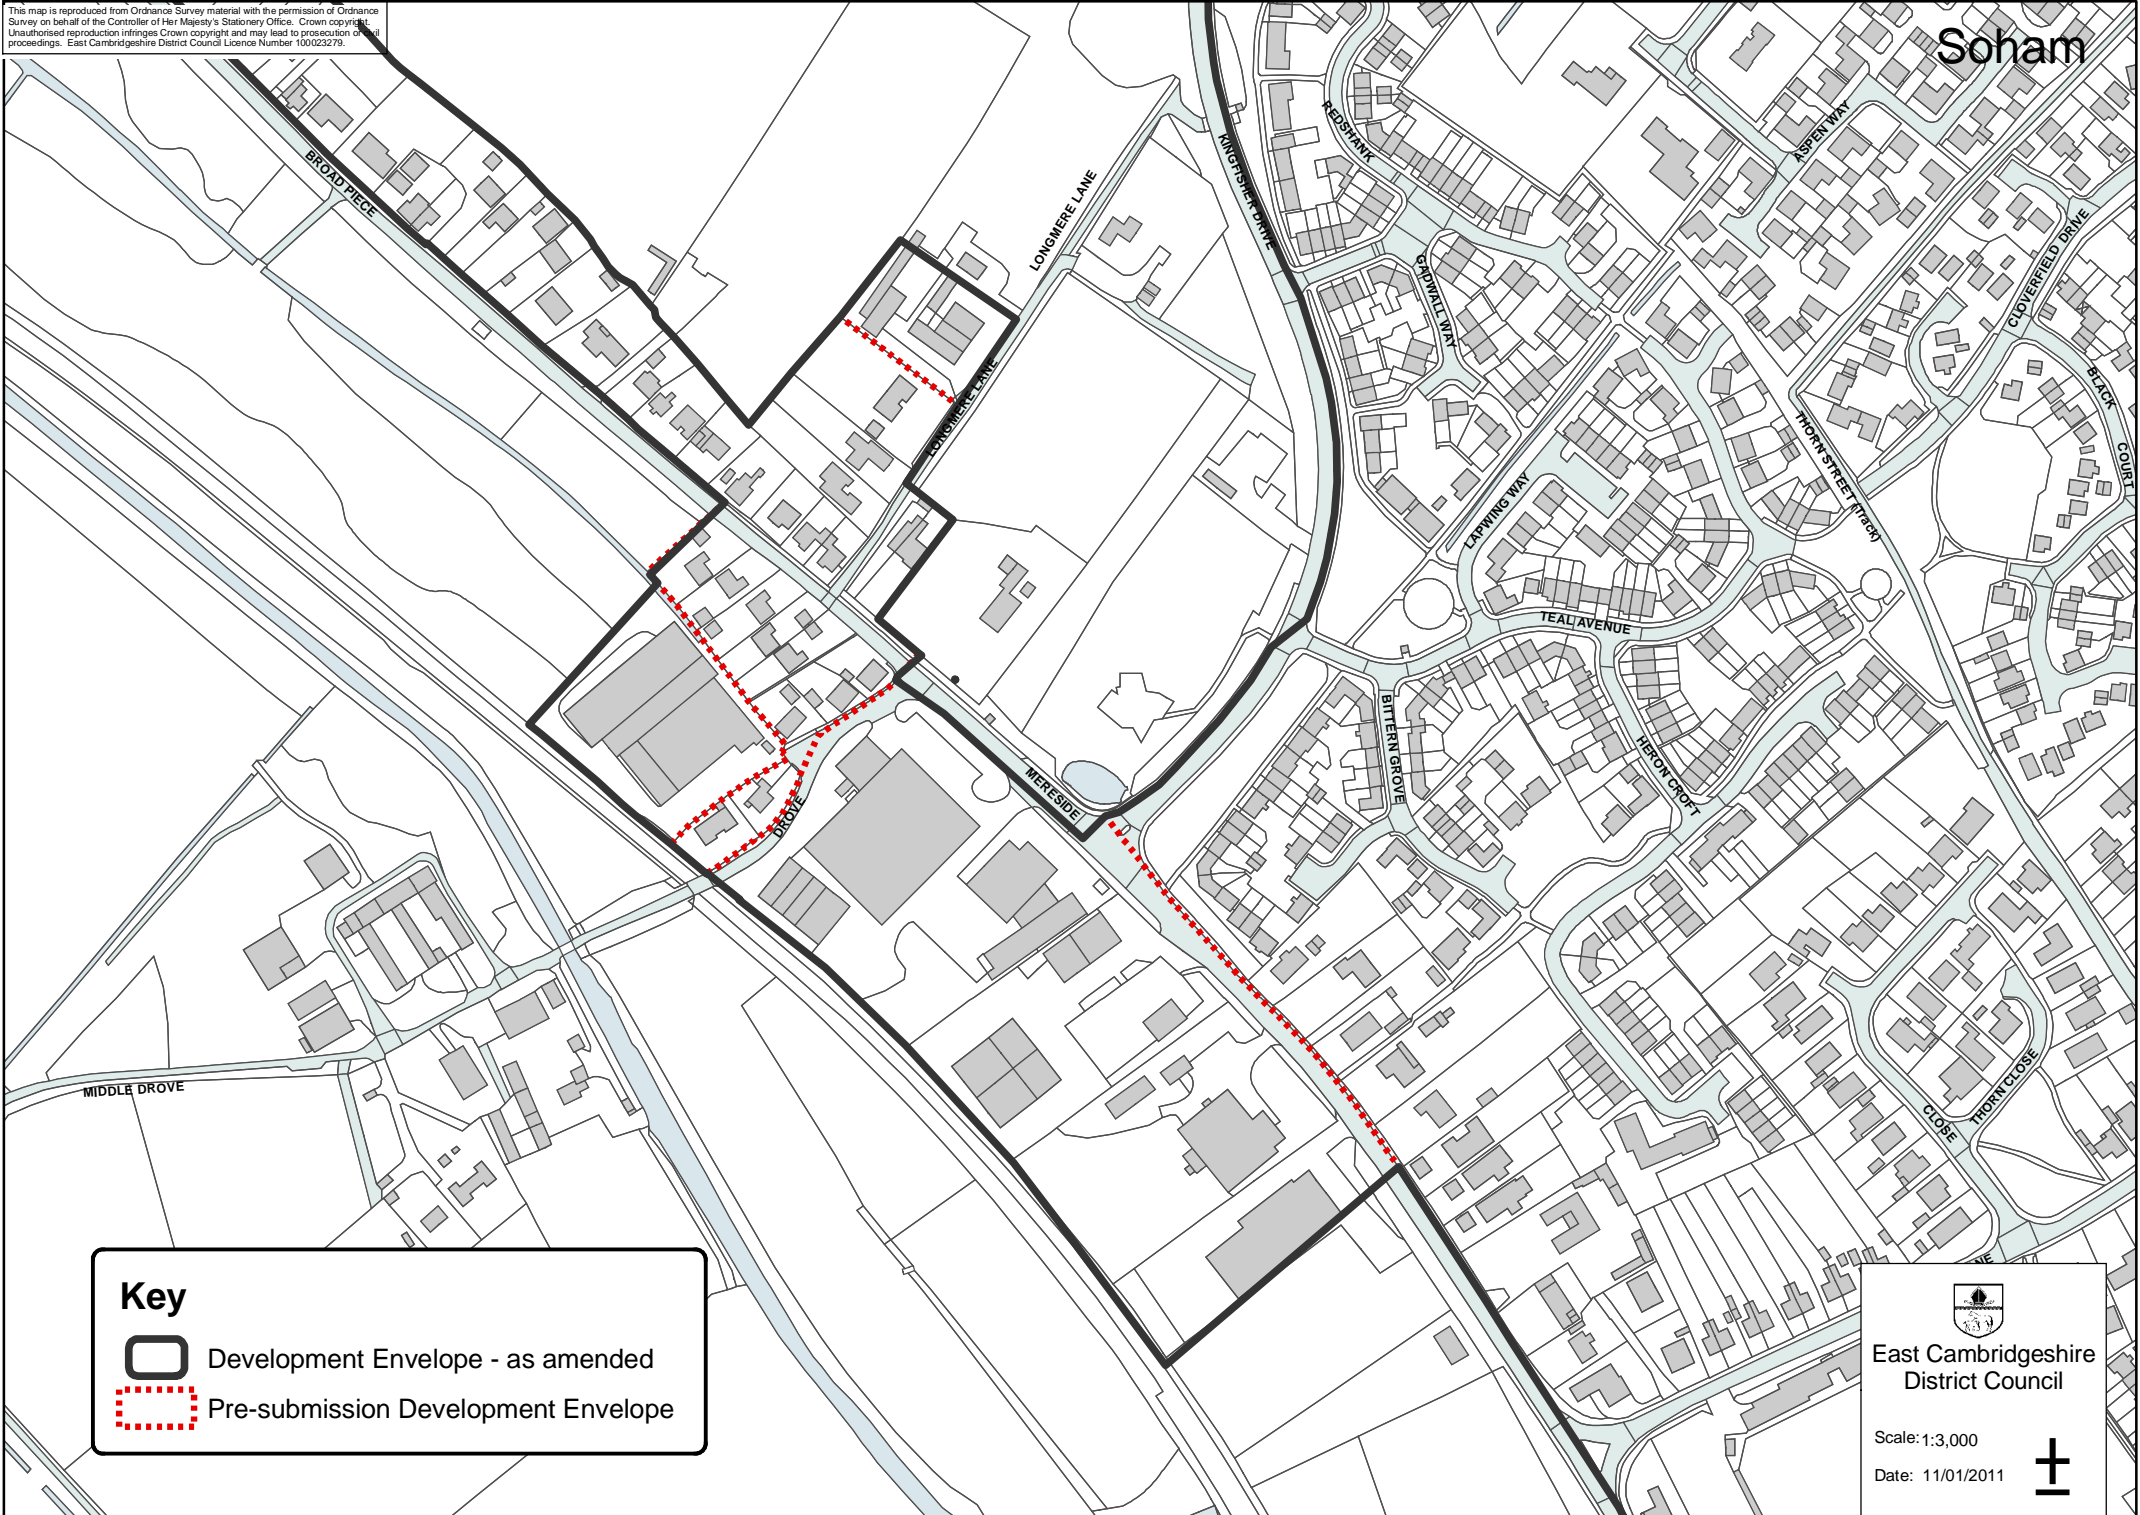 This map is reproduced from Ordnance Survey material with the permission of Ordnance
Survey on behalf of the Controller of Her Majesty's Stationery Office. Crown copyright.
Unauthorised reproduction infringes Crown copyright and may lead to prosecution or civil
proceedings. East Cambridgeshire District Council Licence Number 100023279.
Soham
BROAD PIECE
LONGMERE LANE
LONGMERE LANE
KINGFISHER DRIVE
REDSHANK
ASPEN WAY
GADWALL WAY
CLOVERFIELD DRIVE
BLACK
COURT
THORN STREET (Track)
LAPWING WAY
TEAL AVENUE
BITTERN GROVE
HERON CROFT
MERESIDE
DROVE
MIDDLE DROVE
CLOSE
THORN CLOSE
NE
Key
Development Envelope - as amended
Pre-submission Development Envelope
East Cambridgeshire
District Council
Scale: 1:3,000
Date: 11/01/2011